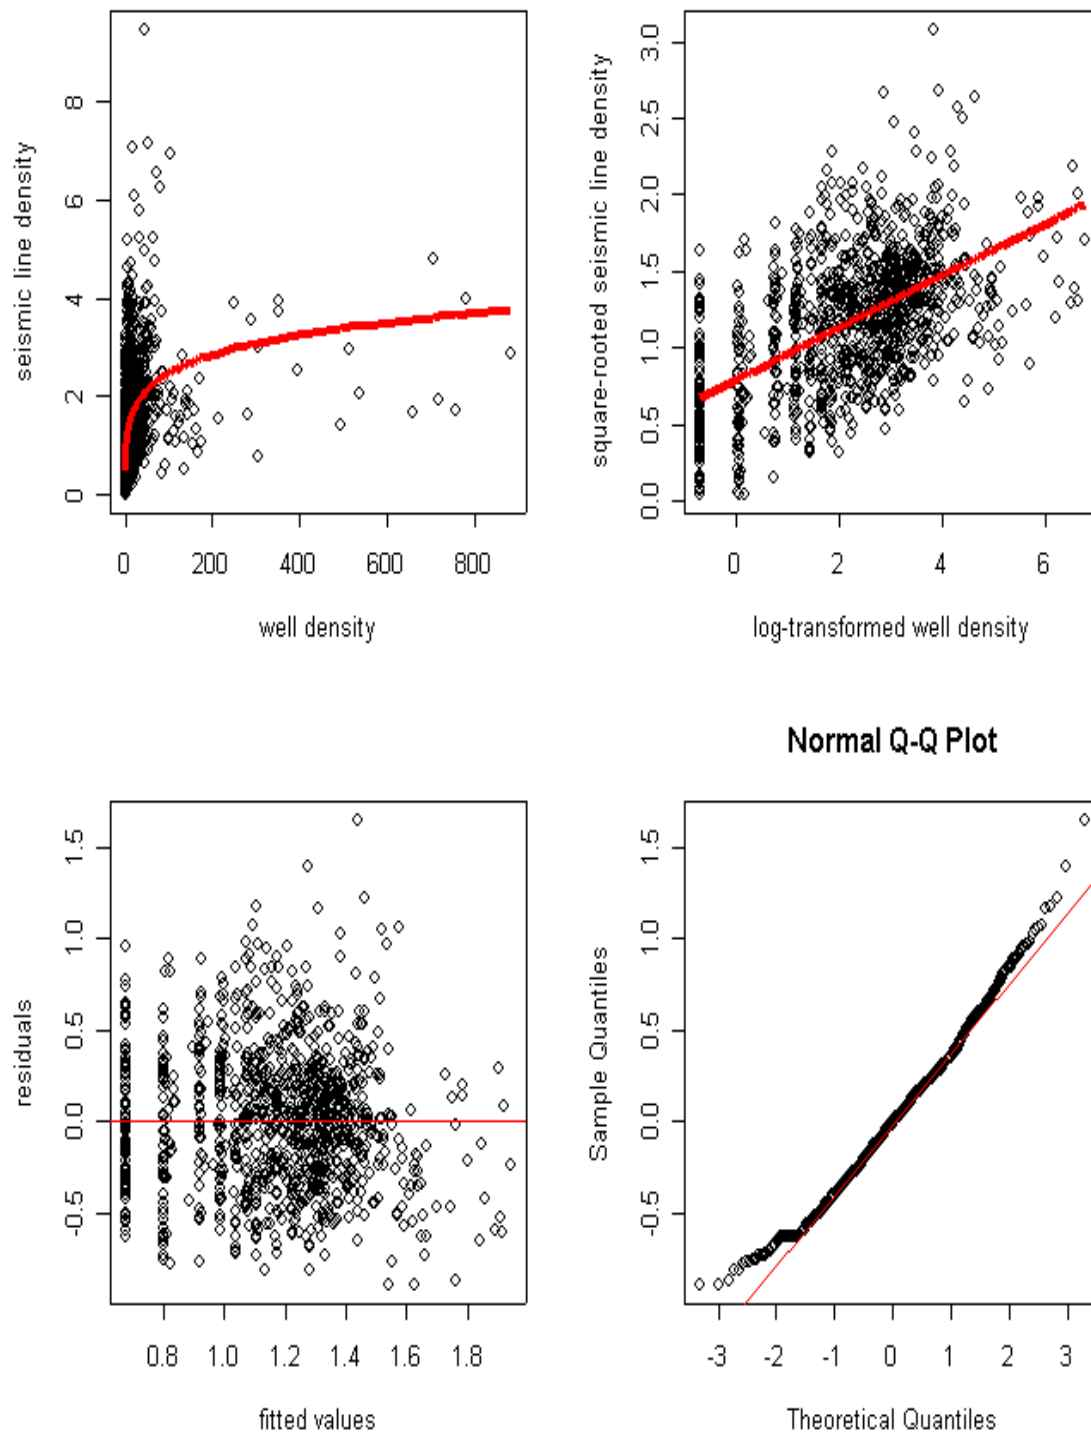 seismic line density
0 2 4 6 8
0 200 400 600 800
well density
square-rooted seismic line density
0.0 0.5 1.0 1.5 2.0 2.5 3.0
0 2 4 6
log-transformed well density
residuals
-0.5 0.0 0.5 1.0 1.5
0.8 1.0 1.2 1.4 1.6 1.8
fitted values
Normal Q-Q Plot
Sample Quantiles
-0.5 0.0 0.5 1.0 1.5
-3 -2 -1 0 1 2 3
Theoretical Quantiles